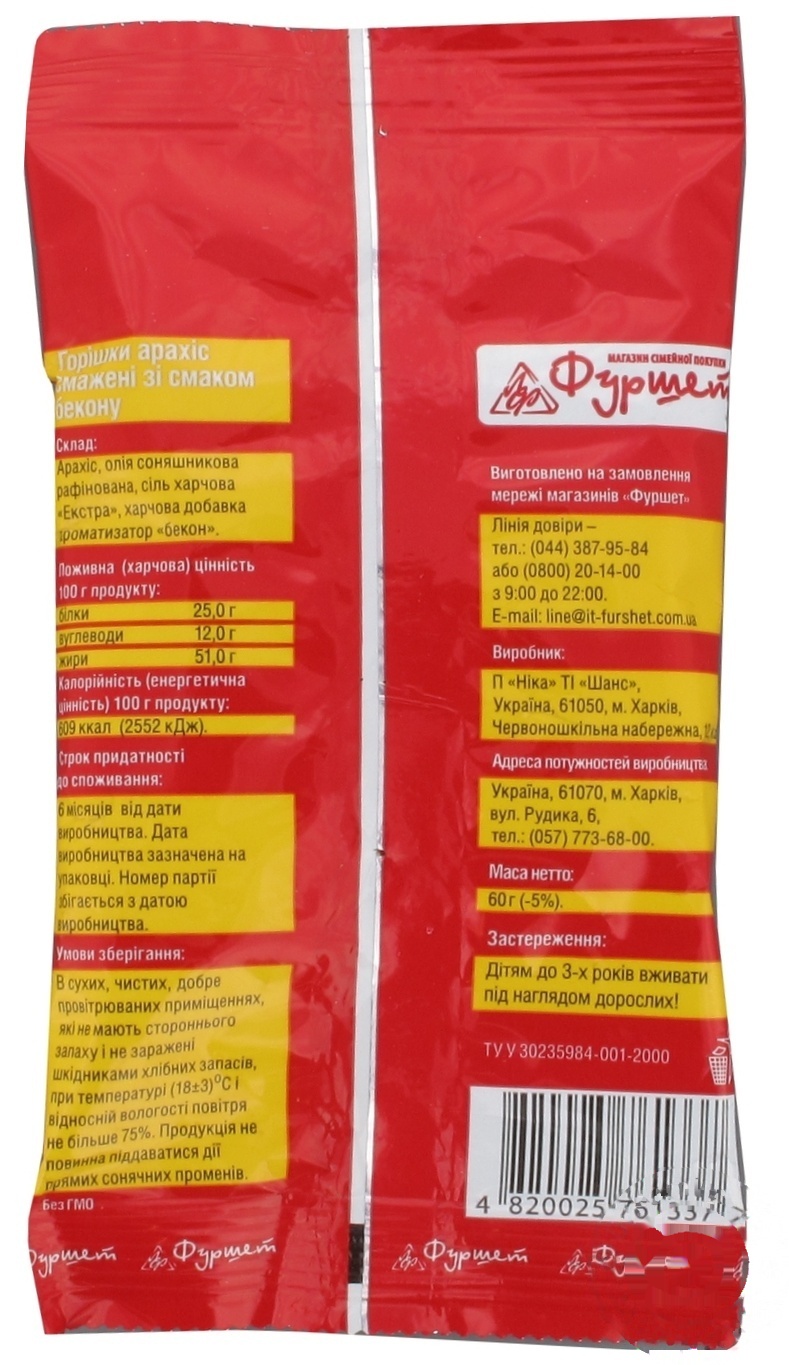 Горішки арахіс
смажені зі смаком
бекону
Склад:
Арахіс, олія соняшникова
рафінована, сіль харчова
«Екстра», харчова добавка
ароматизатор «бекон».
Поживна (харчова) цінність
100 г продукту:
білки 25,0 г
вуглеводи 12,0 г
жири 51,0 г
Калорійність (енергетична
цінність) 100 г продукту:
609 ккал (2552 кДж).
Строк придатності
до споживання:
6 місяців від дати
виробництва. Дата
виробництва зазначена на
упаковці. Номер партії
збігається з датою
виробництва.
Умови зберігання:
В сухих, чистих, добре
провітрюваних приміщеннях,
які не мають стороннього
запаху і не заражені
шкідниками хлібних запасів,
при температурі (18±3)⁰С і
відносній вологості повітря
не більше 75%. Продукція не
повинна піддаватися дії
прямих сонячних променів.
Без ГМО
МАГАЗИН СІМЕЙНОЇ ПОКУПКИ
Фуршет
Виготовлено на замовлення
мережі магазинів «Фуршет»
Лінія довіри –
тел.: (044) 387-95-84
або (0800) 20-14-00
з 9:00 до 22:00.
E-mail: line@it-furshet.com.ua
Виробник:
П «Ніка» ТІ «Шанс»,
Україна, 61050, м. Харків,
Червоношкільна набережна,
Адреса потужностей виробництва
Україна, 61070, м. Харків,
вул. Рудика, 6,
тел.: (057) 773-68-00.
Маса нетто:
60 г (-5%).
Застереження:
Дітям до 3-х років вживати
під наглядом дорослих!
ТУ У 30235984-001-2000
4 820025 761337 >
Фуршет Фуршет Фуршет